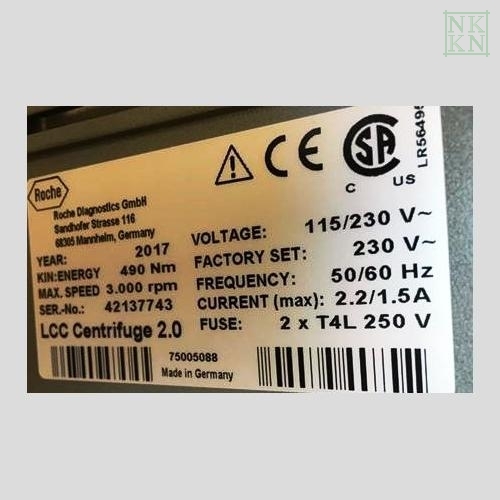 NK
KN
Roche
Roche Diagnostics GmbH
Sandhofer Strasse 116
68305 Mannheim, Germany
YEAR: 2017
KIN:ENERGY 490 Nm
MAX. SPEED 3.000 rpm
SER.-No.: 42137743
LCC Centrifuge 2.0
CE
CSA
C US
VOLTAGE: 115/230 V~
FACTORY SET: 230 V~
FREQUENCY: 50/60 Hz
CURRENT (max): 2.2/1.5A
FUSE: 2 x T4L 250 V
75005088
Made in Germany